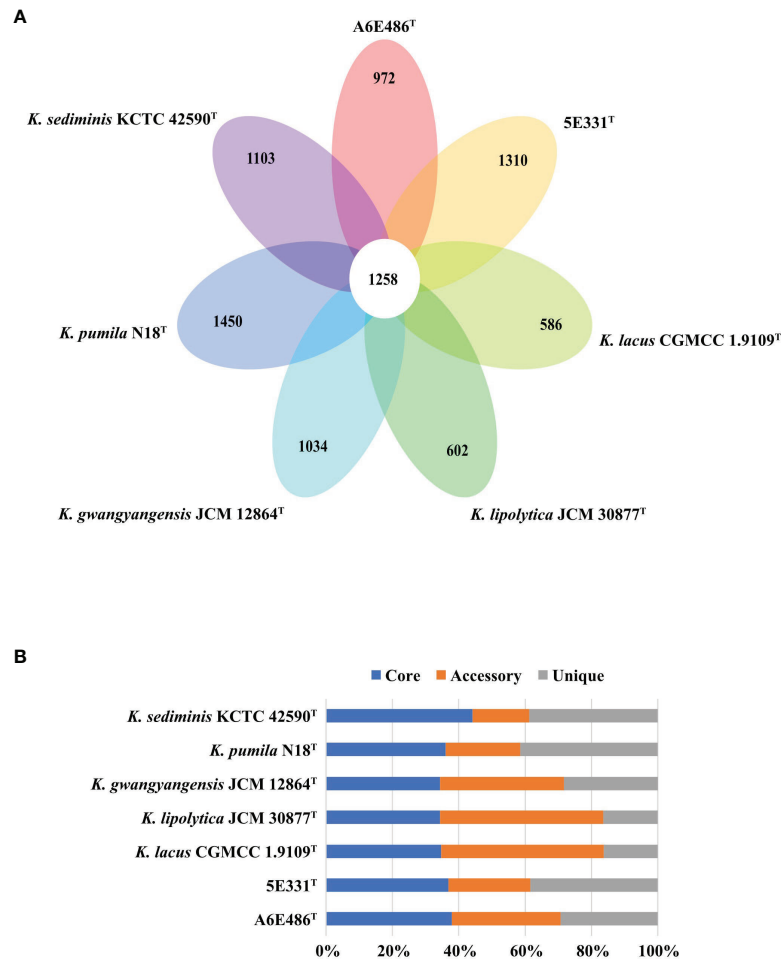 A
A6E486ᵀ
972
K. sediminis KCTC 42590ᵀ
5E331ᵀ
1103
1310
1258
K. pumila N18ᵀ
1450
586
K. lacus CGMCC 1.9109ᵀ
1034
602
K. gwangyangensis JCM 12864ᵀ
K. lipolytica JCM 30877ᵀ
B
Core Accessory Unique
K. sediminis KCTC 42590ᵀ
K. pumila N18ᵀ
K. gwangyangensis JCM 12864ᵀ
K. lipolytica JCM 30877ᵀ
K. lacus CGMCC 1.9109ᵀ
5E331ᵀ
A6E486ᵀ
0% 20% 40% 60% 80% 100%